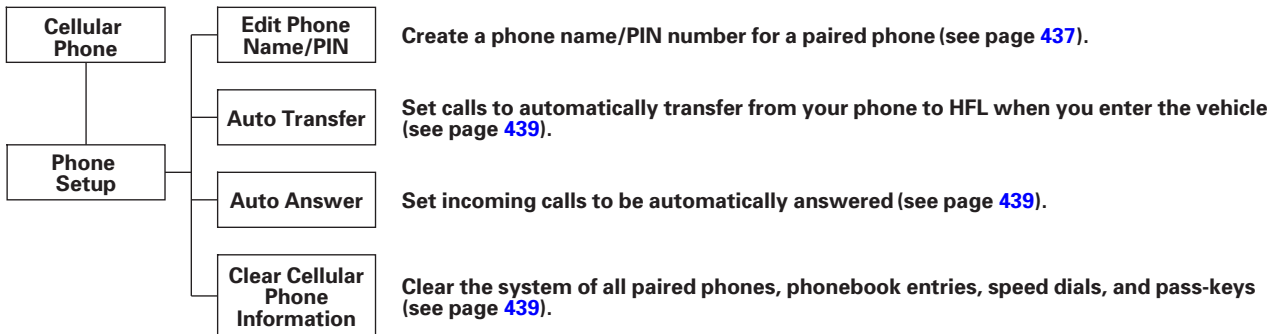 Cellular
Phone
Edit Phone
Name/PIN
Create a phone name/PIN number for a paired phone (see page 437).
Auto Transfer
Set calls to automatically transfer from your phone to HFL when you enter the vehicle
(see page 439).
Phone
Setup
Auto Answer
Set incoming calls to be automatically answered (see page 439).
Clear Cellular
Phone
Information
Clear the system of all paired phones, phonebook entries, speed dials, and pass-keys
(see page 439).